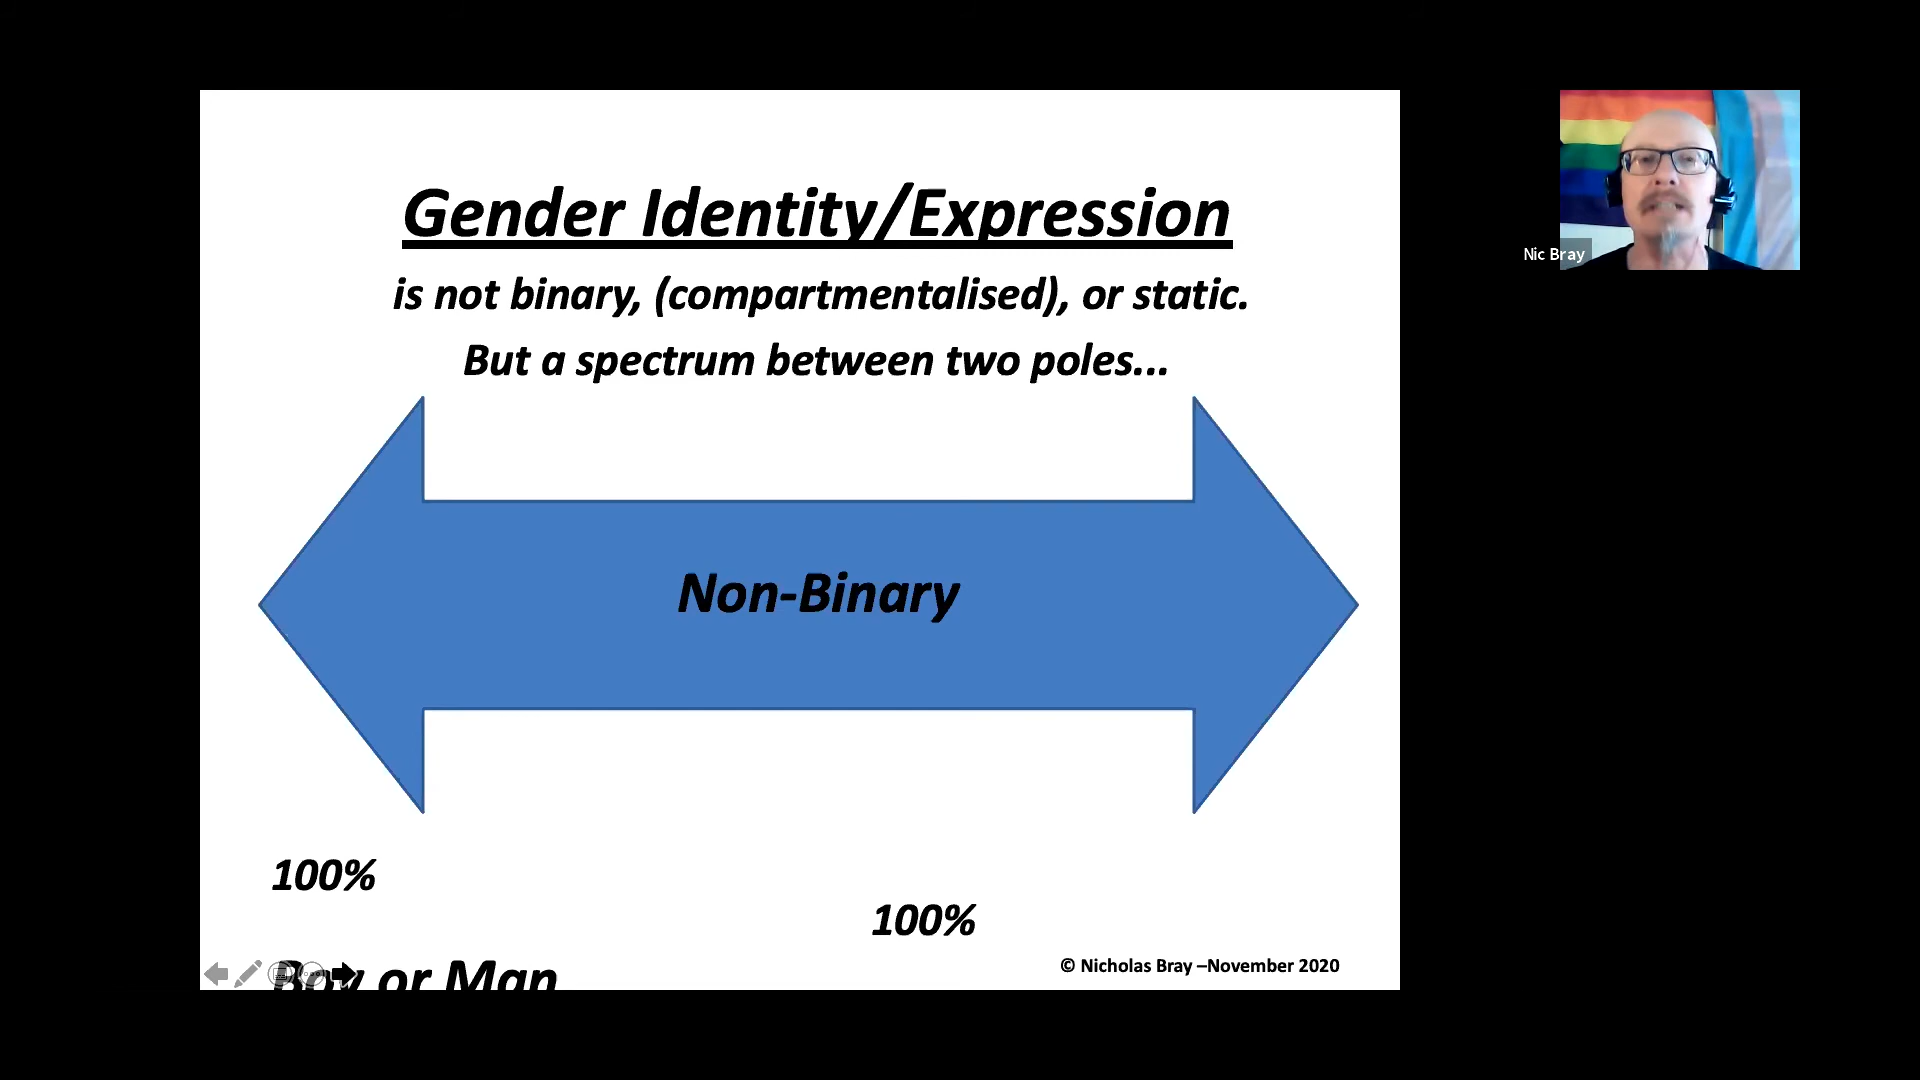 Gender Identity/Expression
is not binary, (compartmentalised), or static.
But a spectrum between two poles...
Non-Binary
100%
100%
Boy or Man
© Nicholas Bray –November 2020
Nic Bray